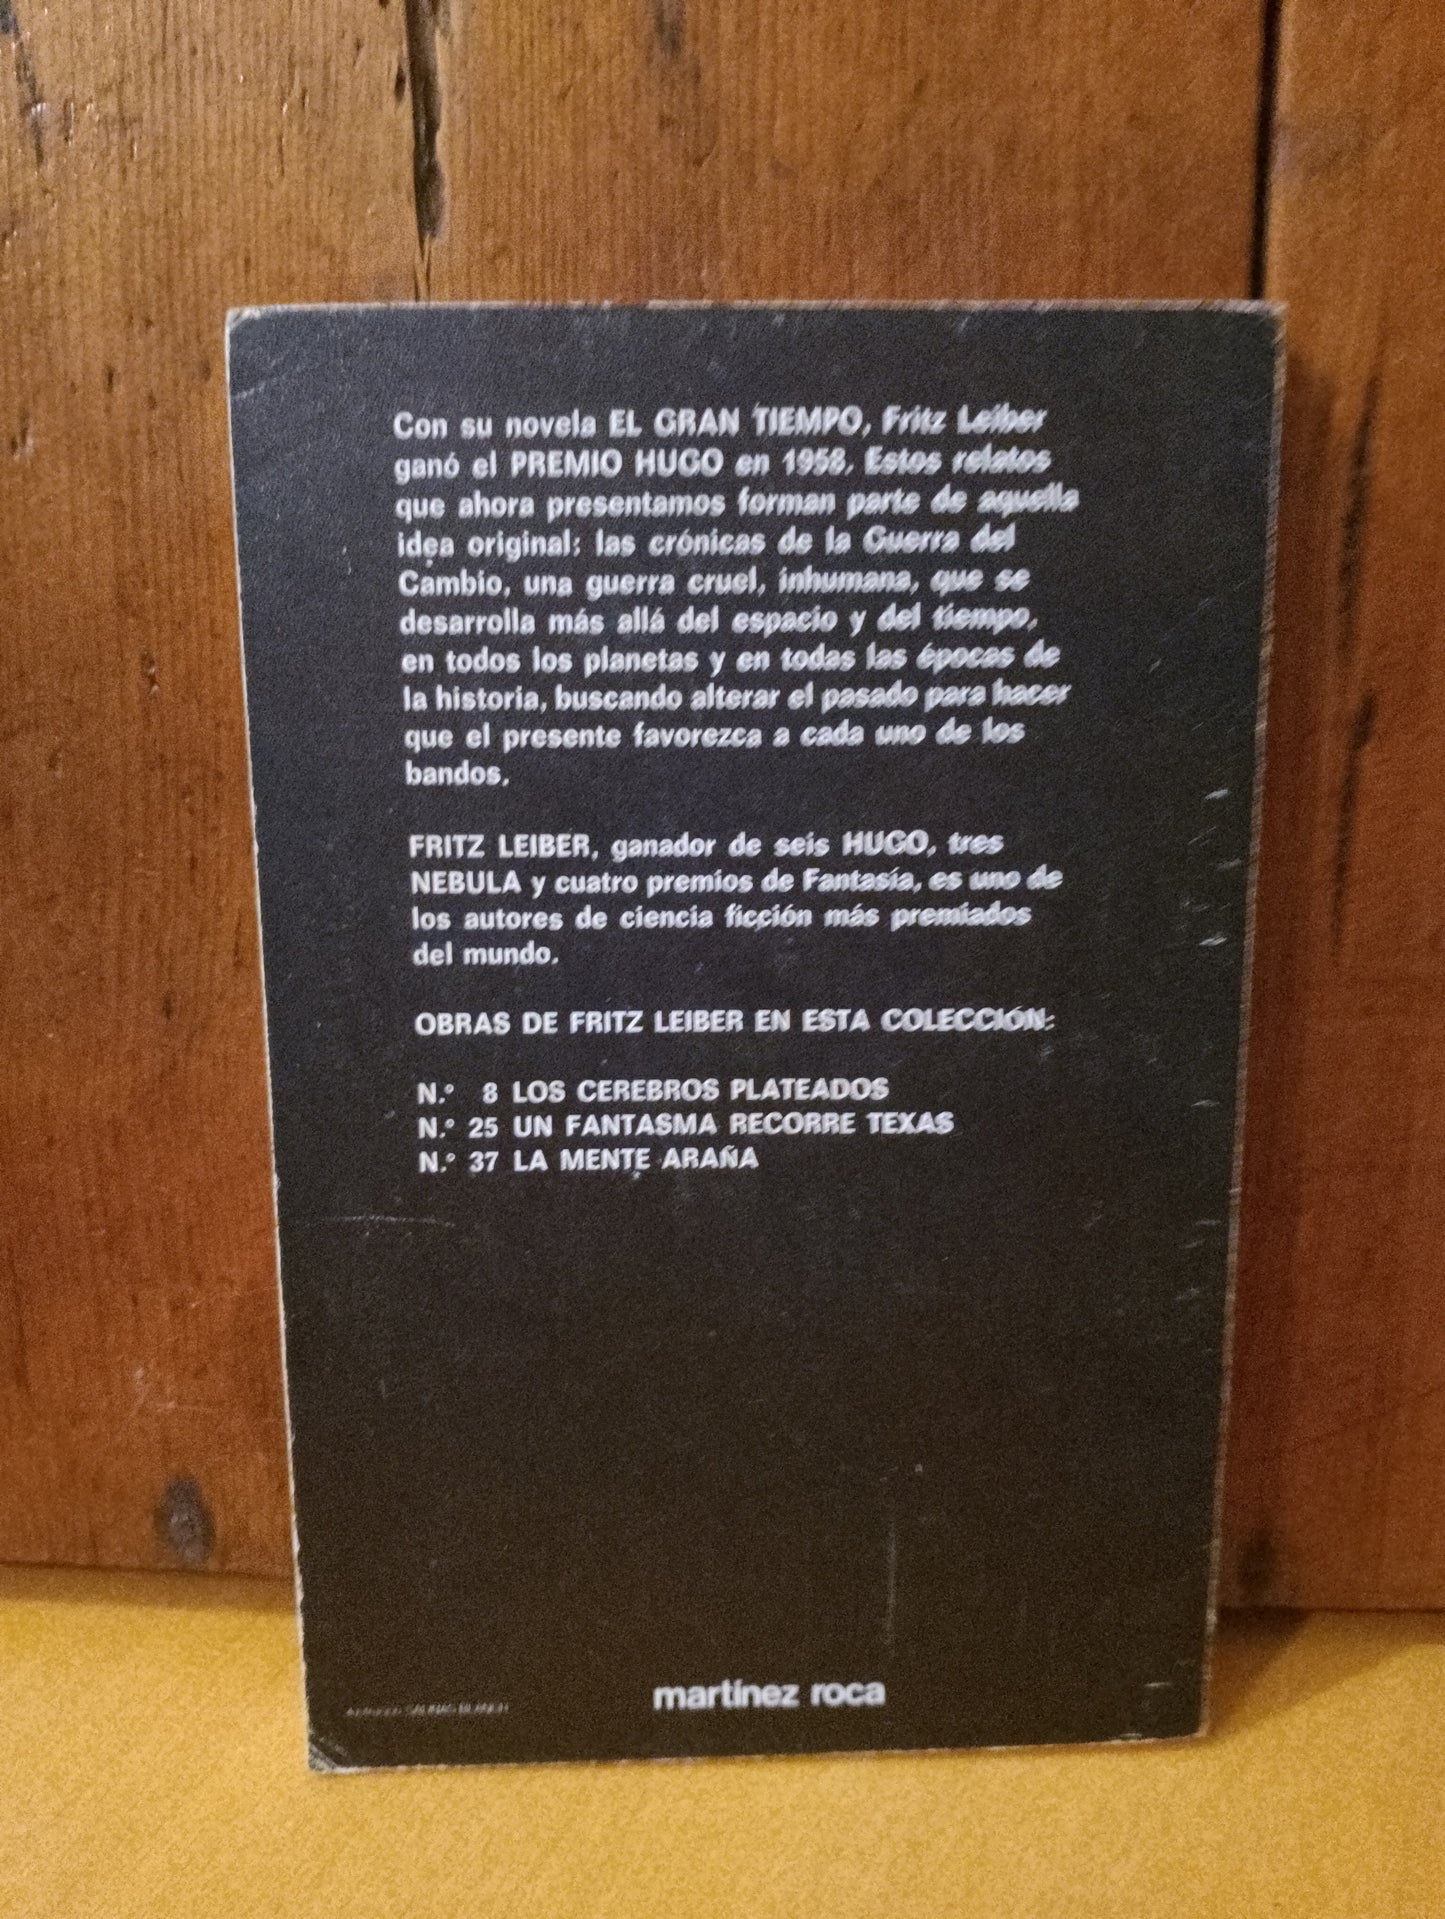 Con su novela EL GRAN TIEMPO, Fritz Leiber
ganó el PREMIO HUGO en 1958. Estos relatos
que ahora presentamos forman parte de aquella
idea original: las crónicas de la Guerra del
Cambio, una guerra cruel, inhumana, que se
desarrolla más allá del espacio y del tiempo,
en todos los planetas y en todas las épocas de
la historia, buscando alterar el pasado para hacer
que el presente favorezca a cada uno de los
bandos.
FRITZ LEIBER, ganador de seis HUGO, tres
NEBULA y cuatro premios de Fantasía, es uno de
los autores de ciencia ficción más premiados
del mundo.
OBRAS DE FRITZ LEIBER EN ESTA COLECCIÓN:
N.º 8 LOS CEREBROS PLATEADOS
N.º 25 UN FANTASMA RECORRE TEXAS
N.º 37 LA MENTE ARAÑA
martínez roca